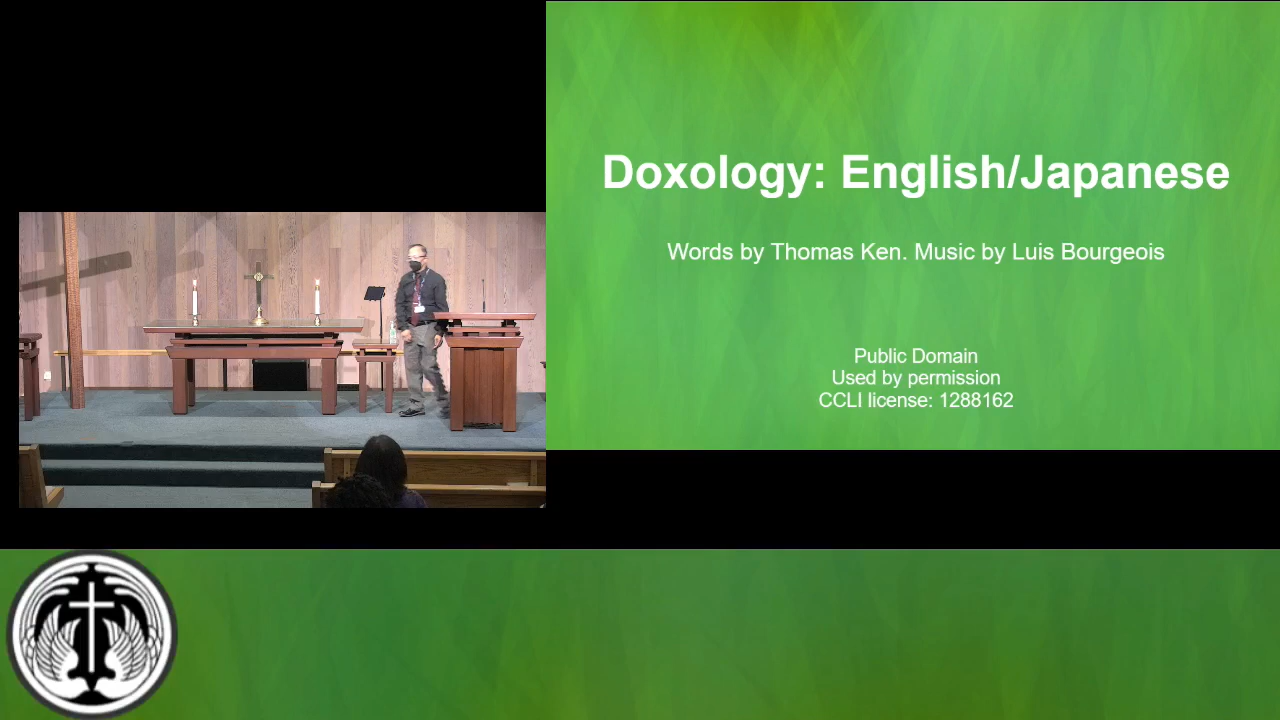 Doxology: English/Japanese
Words by Thomas Ken. Music by Luis Bourgeois
Public Domain
Used by permission
CCLI license: 1288162